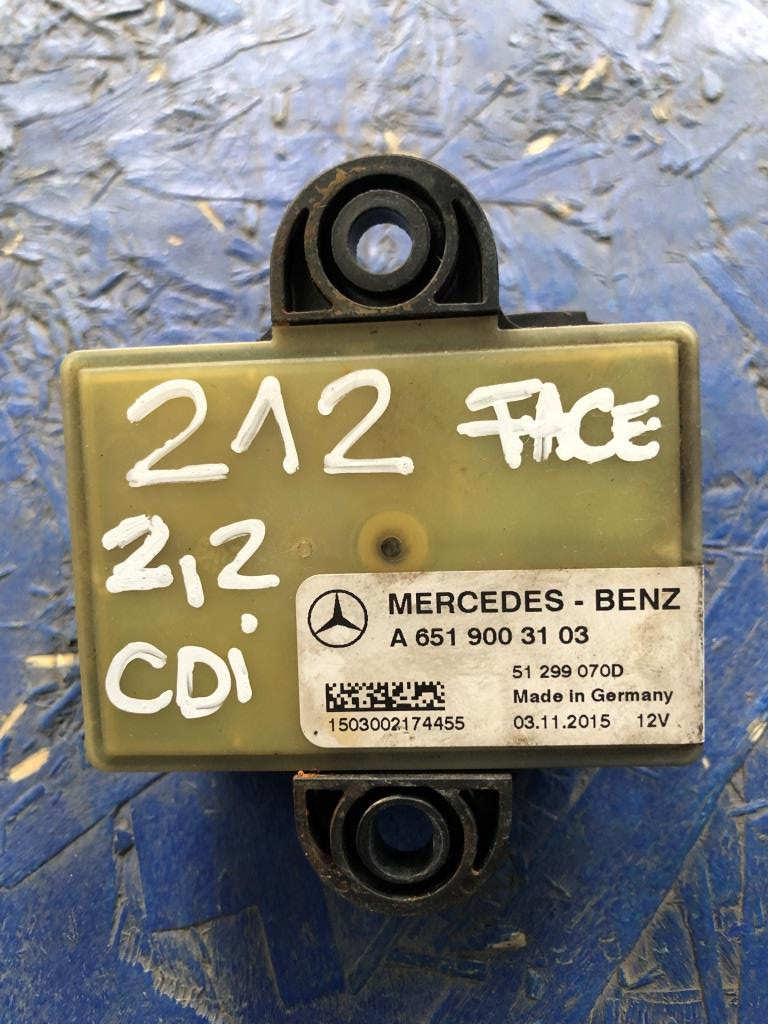 212 FACE
2,2
CDi
MERCEDES - BENZ
A 651 900 31 03
51 299 070D
Made in Germany
1503002174455 03.11.2015 12V